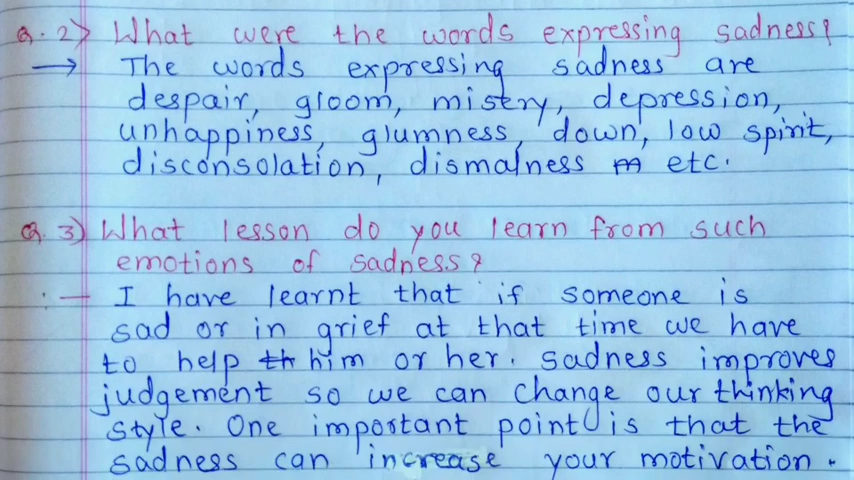 Q.2) What were the words expressing sadness?
→ The words expressing sadness are
despair, gloom, mistry, depression,
unhappiness, glumness, down, low spirit,
disconsolation, dismalness etc.
Q.3) What lesson do you learn from such
emotions of sadness?
:— I have learnt that if someone is
sad or in grief at that time we have
to help him or her. sadness improves
judgement so we can change our thinking
style. One important point is that the
sadness can increase your motivation.